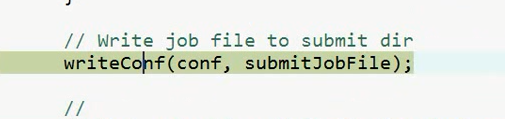 }
// Write job file to submit dir
writeConf(conf, submitJobFile);
//